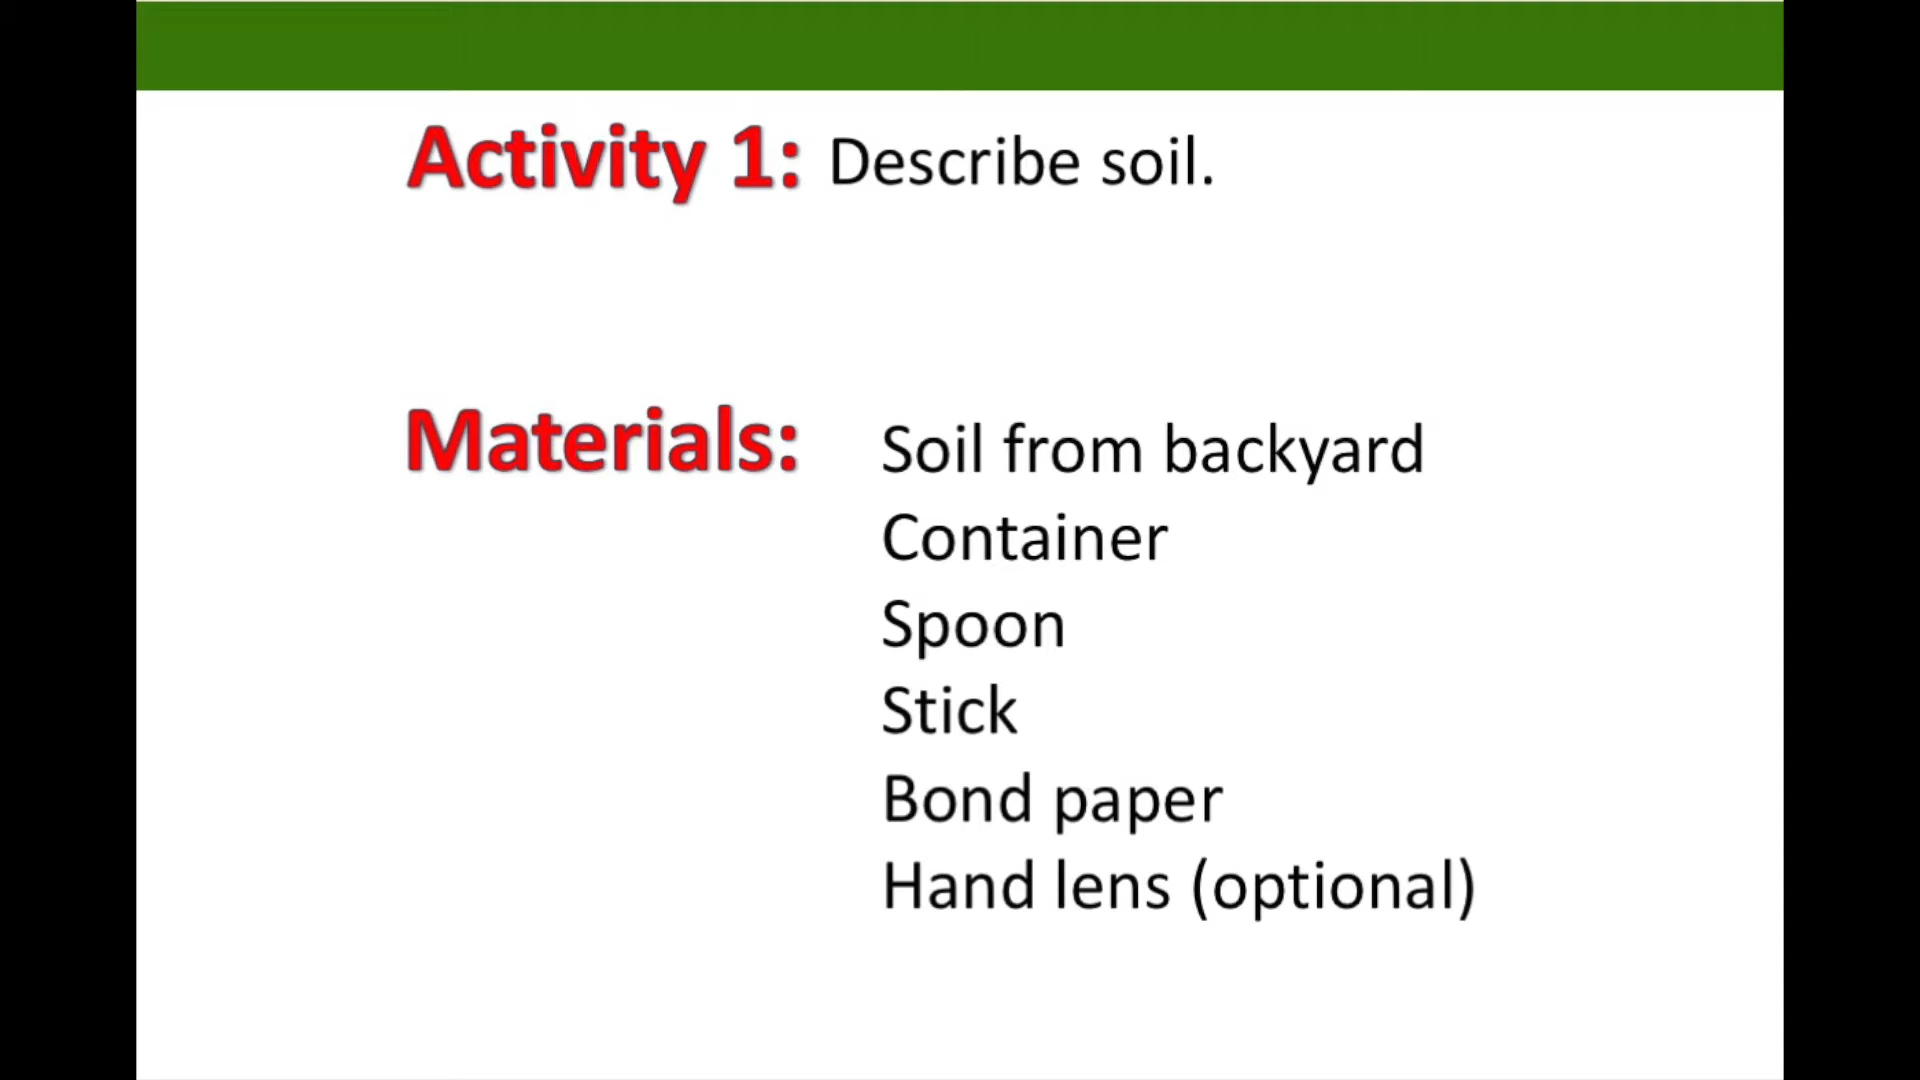 Activity 1: Describe soil.
Materials: Soil from backyard
Container
Spoon
Stick
Bond paper
Hand lens (optional)